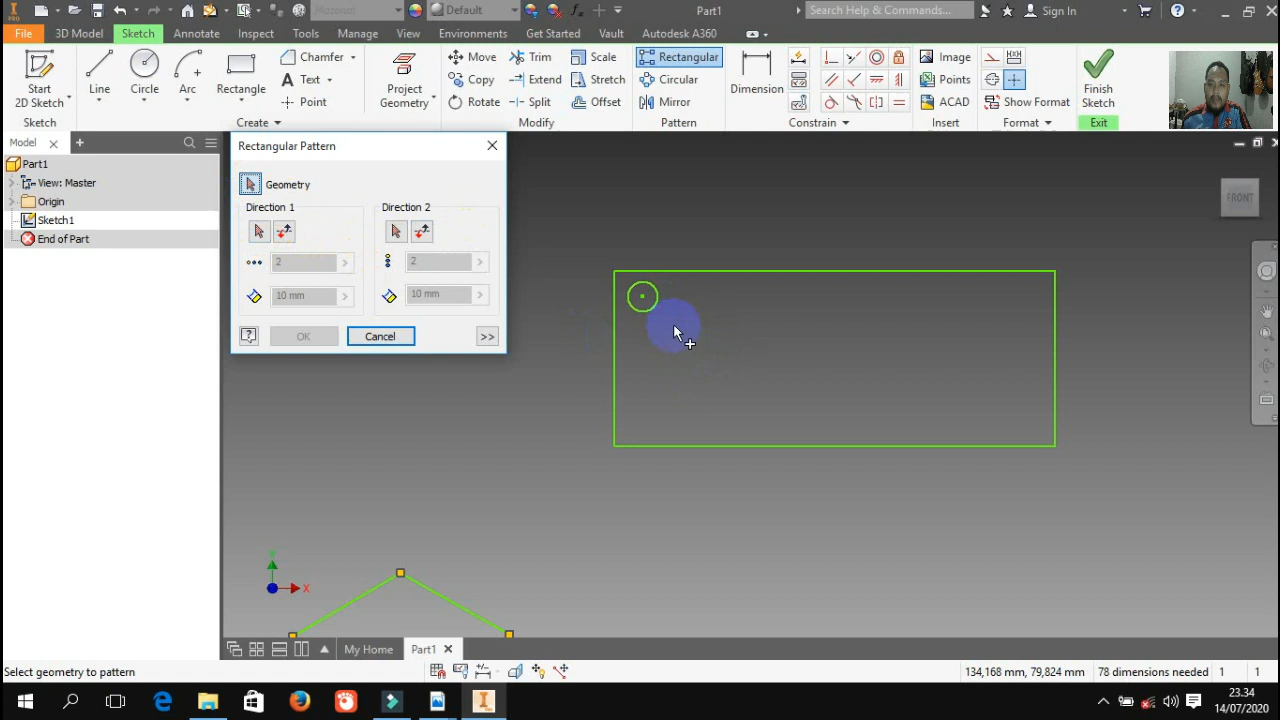 PRO
Material
Default
Part1
Search Help & Commands...
Sign In
File
3D Model
Sketch
Annotate
Inspect
Tools
Manage
View
Environments
Get Started
Vault
Autodesk A360
Start
2D Sketch
Line
Circle
Arc
Rectangle
Chamfer
Text
Point
Project
Geometry
Move
Trim
Scale
Copy
Extend
Stretch
Rotate
Split
Offset
Rectangular
Circular
Mirror
Dimension
Image
Points
ACAD
Show Format
Finish
Sketch
Sketch
Create
Modify
Pattern
Constrain
Insert
Format
Exit
Model
Part1
View: Master
Origin
Sketch1
End of Part
Rectangular Pattern
Geometry
Direction 1
Direction 2
2
2
10 mm
10 mm
OK
Cancel
>>
FRONT
Y
X
My Home
Part1
Select geometry to pattern
134,168 mm, 79,824 mm
78 dimensions needed
1
1
23.34
14/07/2020